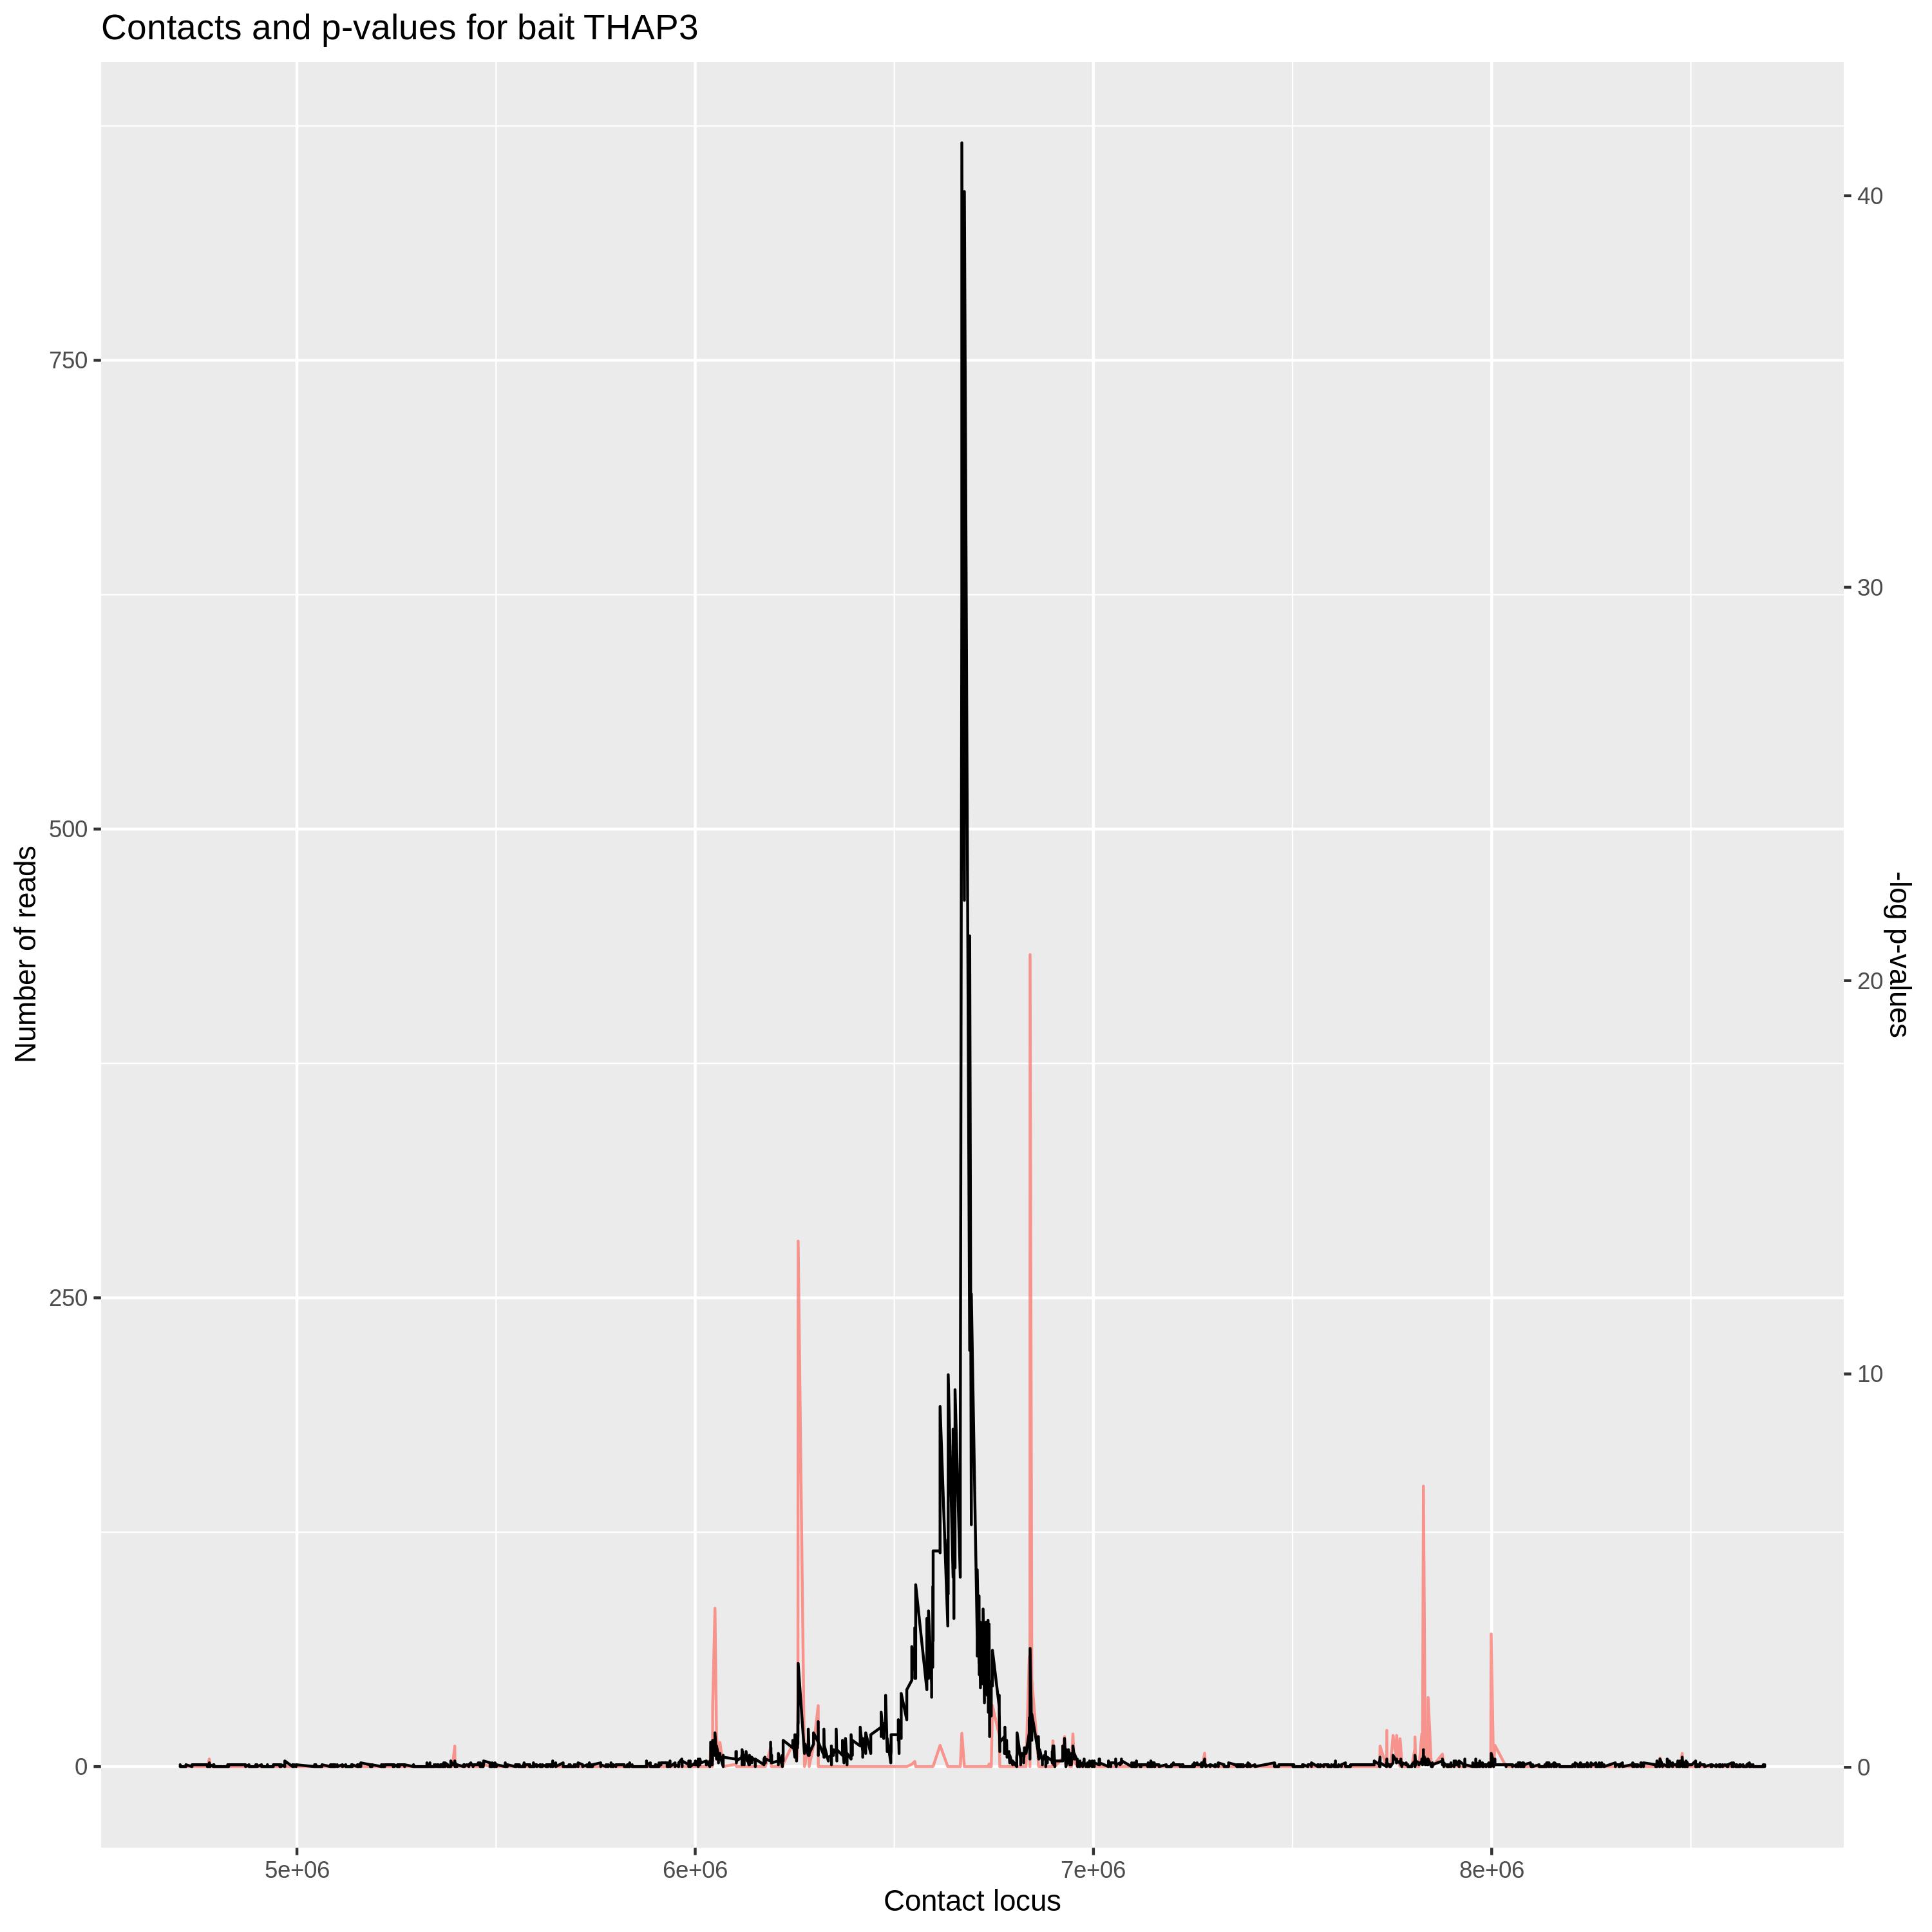 Contacts and p-values for bait THAP3
Number of reads
750
500
250
0
40
30
20
10
0
-log p-values
5e+06
6e+06
7e+06
8e+06
Contact locus